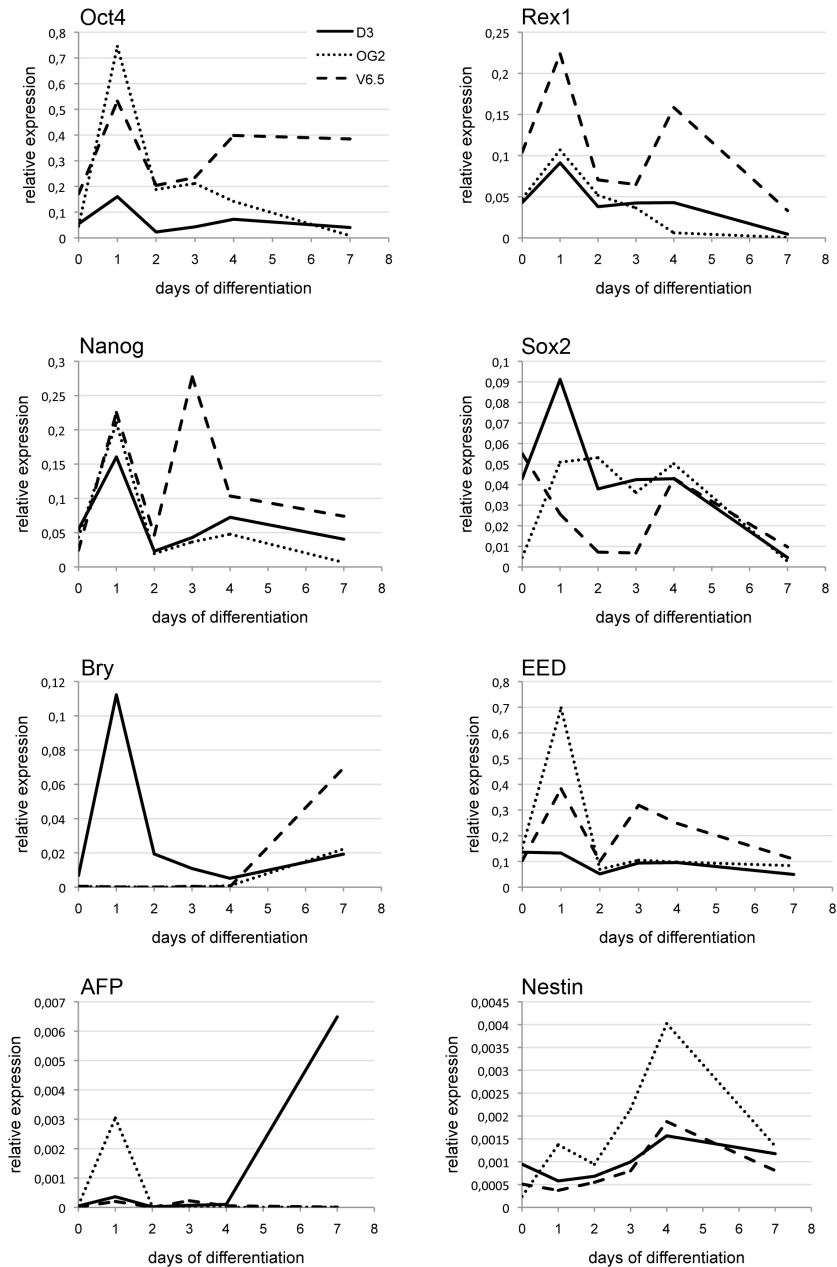 Oct4
0,8
0,7
0,6
0,5
0,4
0,3
0,2
0,1
0
relative expression
D3
OG2
V6.5
0 1 2 3 4 5 6 7 8
days of differentiation
Rex1
0,25
0,2
0,15
0,1
0,05
0
relative expression
0 1 2 3 4 5 6 7 8
days of differentiation
Nanog
0,3
0,25
0,2
0,15
0,1
0,05
0
relative expression
0 1 2 3 4 5 6 7 8
days of differentiation
Sox2
0,1
0,09
0,08
0,07
0,06
0,05
0,04
0,03
0,02
0,01
0
relative expression
0 1 2 3 4 5 6 7 8
days of differentiation
Bry
0,12
0,1
0,08
0,06
0,04
0,02
0
relative expression
0 1 2 3 4 5 6 7 8
days of differentiation
EED
0,8
0,7
0,6
0,5
0,4
0,3
0,2
0,1
0
relative expression
0 1 2 3 4 5 6 7 8
days of differentiation
AFP
0,007
0,006
0,005
0,004
0,003
0,002
0,001
0
relative expression
0 1 2 3 4 5 6 7 8
days of differentiation
Nestin
0,0045
0,004
0,0035
0,003
0,0025
0,002
0,0015
0,001
0,0005
0
relative expression
0 1 2 3 4 5 6 7 8
days of differentiation